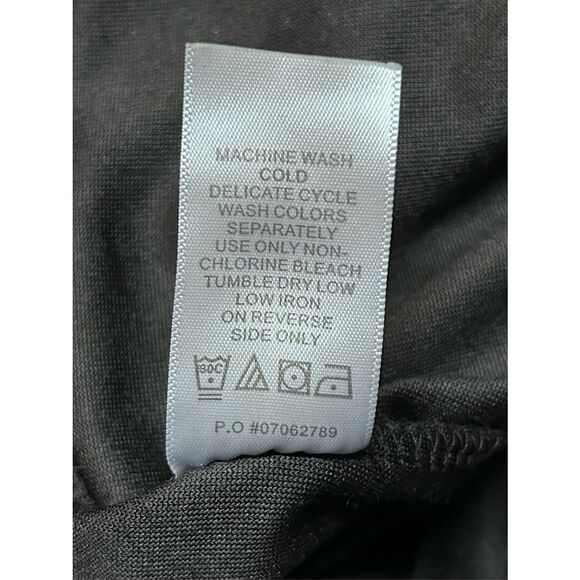 MACHINE WASH
COLD
DELICATE CYCLE
WASH COLORS
SEPARATELY
USE ONLY NON-
CHLORINE BLEACH
TUMBLE DRY LOW
LOW IRON
ON REVERSE
SIDE ONLY
30C
P.O #07062789